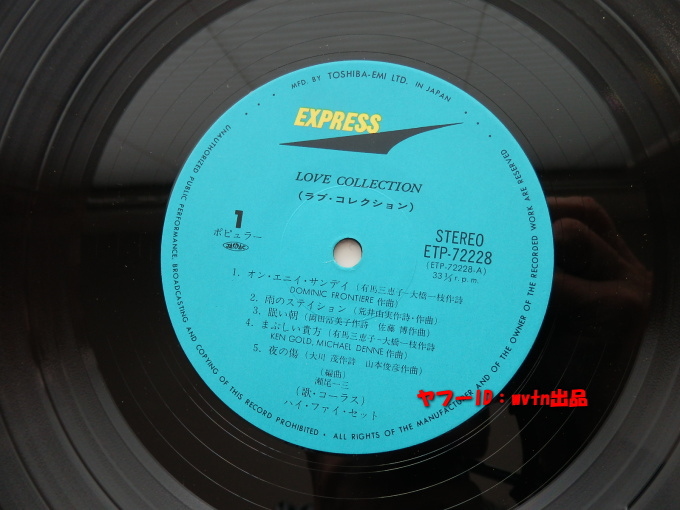 MFD. BY TOSHIBA-EMI LTD. IN JAPAN
EXPRESS
LOVE COLLECTION
(ラブ・コレクション)
1
ポピュラー
STEREO
ETP-72228
(ETP-72228-A)
33⅓ r.p.m.
1. オン・エニイ・サンデイ (有馬三恵子-大橋一枝作詩
DOMINIC FRONTIERE 作曲)
2. 雨のステイション (荒井由実作詩・作曲)
3. 眠い朝 (岡田冨美子作詩 佐藤 博作曲)
4. まぶしい貴方 (有馬三恵子-大橋一枝作詩
KEN GOLD, MICHAEL DENNE 作曲)
5. 夜の傷 (大川 茂作詩 山本俊彦作曲)
(編曲)
瀬尾一三
(歌・コーラス)
ハイ・ファイ・セット
UNAUTHORIZED PUBLIC PERFORMANCE, BROADCASTING AND COPYING OF THIS RECORD PROHIBITED • ALL RIGHTS OF THE MANUFACTURER AND OF THE OWNER OF THE RECORDED WORK ARE RESERVED
ヤフーID：mvtn出品